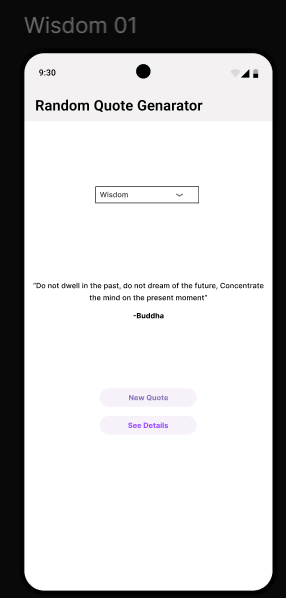 Wisdom 01
9:30
Random Quote Genarator
Wisdom
“Do not dwell in the past, do not dream of the future, Concentrate
the mind on the present moment”
-Buddha
New Quote
See Details